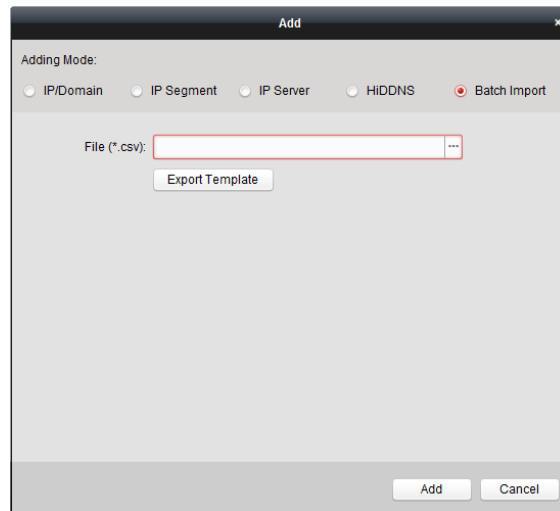 Add ×
Adding Mode:
IP/Domain IP Segment IP Server HiDDNS Batch Import
File (*.csv): ...
Export Template
Add Cancel